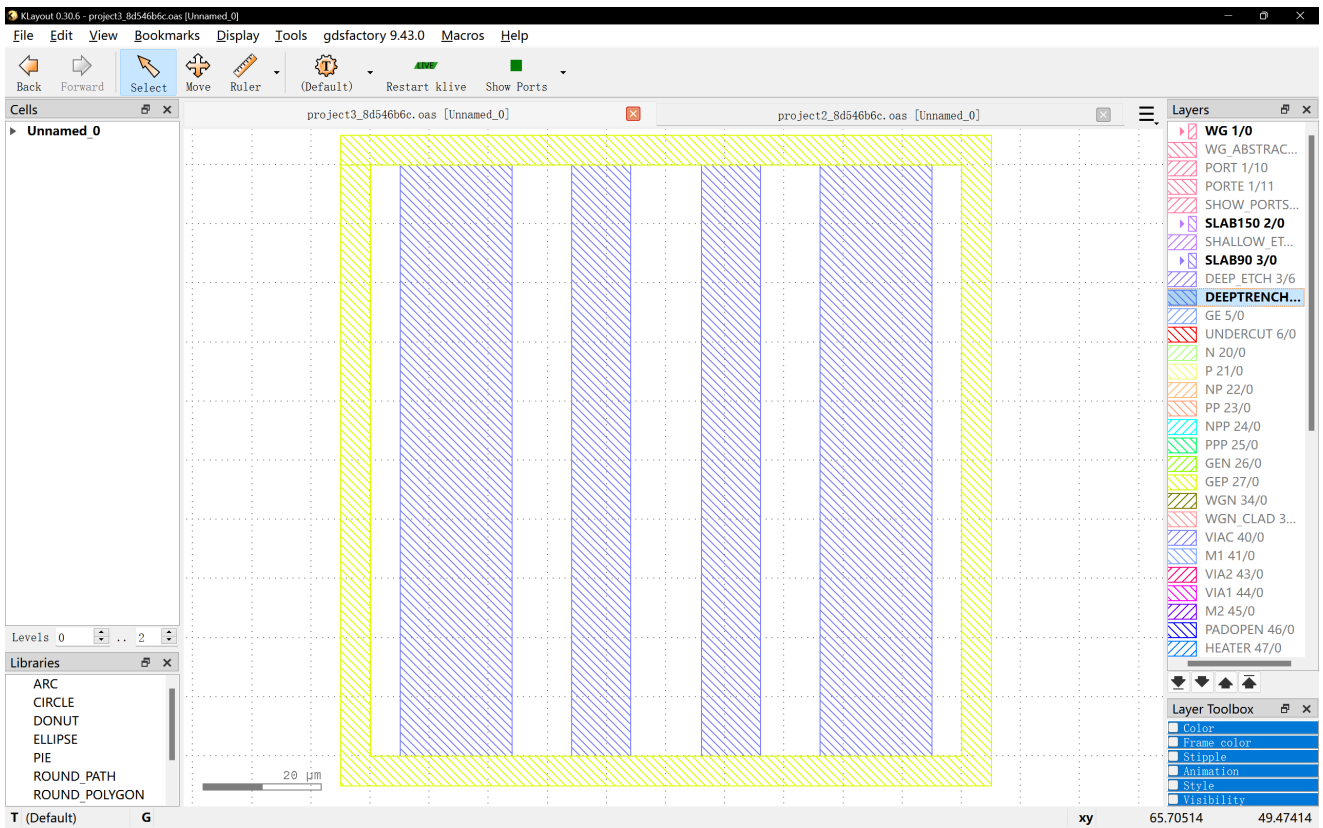 KLayout 0.30.6 - project3_8d546b6c.oas [Unnamed_0]
File Edit View Bookmarks Display Tools gdsfactory 9.43.0 Macros Help
Back Forward Select Move Ruler (Default) LIVE Restart klive Show Ports
Cells
Unnamed_0
Levels 0 .. 2
Libraries
ARC
CIRCLE
DONUT
ELLIPSE
PIE
ROUND_PATH
ROUND_POLYGON
project3_8d546b6c.oas [Unnamed_0] project2_8d546b6c.oas [Unnamed_0]
20 μm
Layers
WG 1/0
WG_ABSTRAC...
PORT 1/10
PORTE 1/11
SHOW_PORTS...
SLAB150 2/0
SHALLOW_ET...
SLAB90 3/0
DEEP_ETCH 3/6
DEEPTRENCH...
GE 5/0
UNDERCUT 6/0
N 20/0
P 21/0
NP 22/0
PP 23/0
NPP 24/0
PPP 25/0
GEN 26/0
GEP 27/0
WGN 34/0
WGN_CLAD 3...
VIAC 40/0
M1 41/0
VIA2 43/0
VIA1 44/0
M2 45/0
PADOPEN 46/0
HEATER 47/0
Layer Toolbox
Color
Frame color
Stipple
Animation
Style
Visibility
T (Default) G xy 65.70514 49.47414